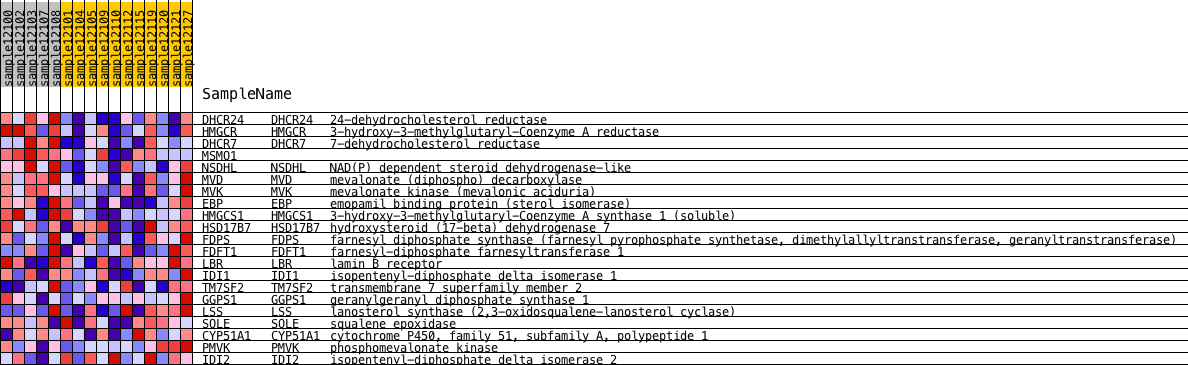 sample12100
sample12102
sample12103
sample12107
sample12108
sample12101
sample12104
sample12105
sample12109
sample12110
sample12112
sample12115
sample12119
sample12120
sample12121
sample12127
SampleName
DHCR24 DHCR24 24-dehydrocholesterol reductase
HMGCR HMGCR 3-hydroxy-3-methylglutaryl-Coenzyme A reductase
DHCR7 DHCR7 7-dehydrocholesterol reductase
MSMO1
NSDHL NSDHL NAD(P) dependent steroid dehydrogenase-like
MVD MVD mevalonate (diphospho) decarboxylase
MVK MVK mevalonate kinase (mevalonic aciduria)
EBP EBP emopamil binding protein (sterol isomerase)
HMGCS1 HMGCS1 3-hydroxy-3-methylglutaryl-Coenzyme A synthase 1 (soluble)
HSD17B7 HSD17B7 hydroxysteroid (17-beta) dehydrogenase 7
FDPS FDPS farnesyl diphosphate synthase (farnesyl pyrophosphate synthetase, dimethylallyltranstransferase, geranyltranstransferase)
FDFT1 FDFT1 farnesyl-diphosphate farnesyltransferase 1
LBR LBR lamin B receptor
IDI1 IDI1 isopentenyl-diphosphate delta isomerase 1
TM7SF2 TM7SF2 transmembrane 7 superfamily member 2
GGPS1 GGPS1 geranylgeranyl diphosphate synthase 1
LSS LSS lanosterol synthase (2,3-oxidosqualene-lanosterol cyclase)
SQLE SQLE squalene epoxidase
CYP51A1 CYP51A1 cytochrome P450, family 51, subfamily A, polypeptide 1
PMVK PMVK phosphomevalonate kinase
IDI2 IDI2 isopentenyl-diphosphate delta isomerase 2